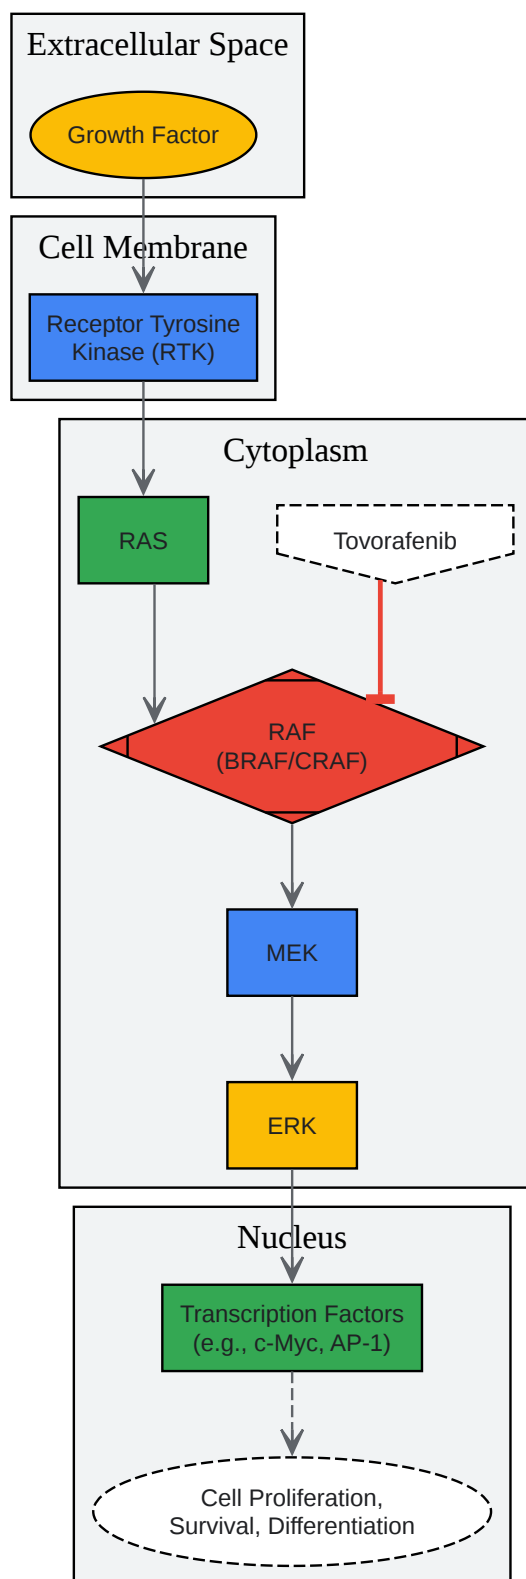 Extracellular Space
Growth Factor
Cell Membrane
Receptor Tyrosine
Kinase (RTK)
Cytoplasm
RAS
Tovorafenib
RAF
(BRAF/CRAF)
MEK
ERK
Nucleus
Transcription Factors
(e.g., c-Myc, AP-1)
Cell Proliferation,
Survival, Differentiation